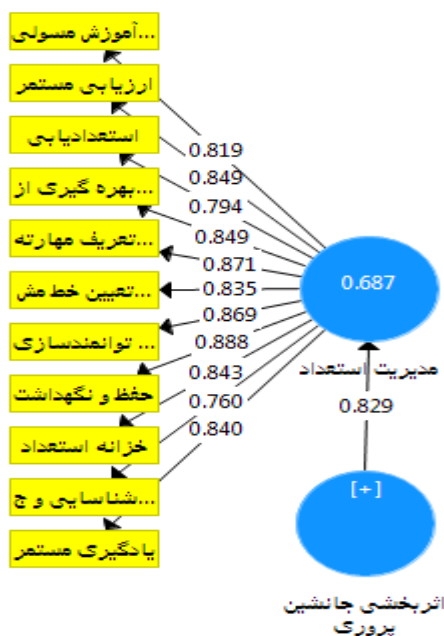 آموزش مسولی...
ارزیابی مستمر
استعدادیابی
بهره گیری از...
تعریف مهارته...
تعیین خط مش...
توانمندسازی ...
حفظ و نگهداشت
خزانه استعداد
شناسایی و ج...
یادگیری مستمر
0.819
0.849
0.794
0.849
0.871
0.835
0.869
0.888
0.843
0.760
0.840
0.687
مدیریت استعداد
0.829
[+]
اثربخشی جانشین
پروری